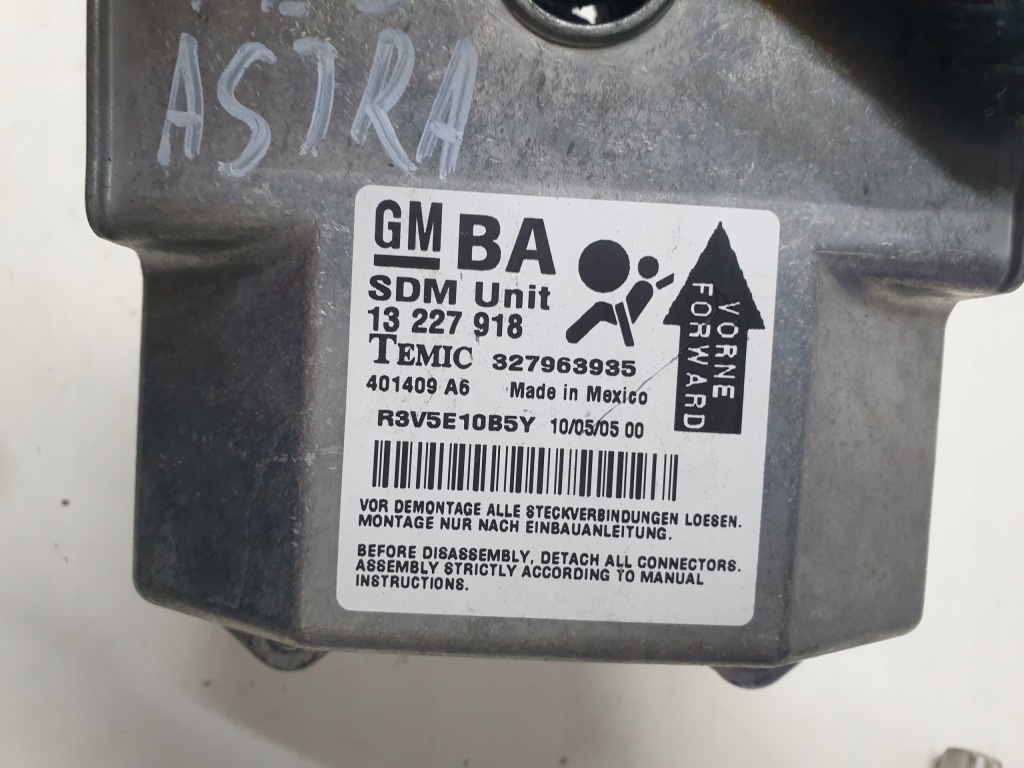 ASTRA
GM BA
SDM Unit
13 227 918
TEMIC 327963935
401409 A6 Made in Mexico
R3V5E10B5Y 10/05/05 00
VORNE
FORWARD
VOR DEMONTAGE ALLE STECKVERBINDUNGEN LOESEN.
MONTAGE NUR NACH EINBAUANLEITUNG.
BEFORE DISASSEMBLY, DETACH ALL CONNECTORS.
ASSEMBLY STRICTLY ACCORDING TO MANUAL
INSTRUCTIONS.